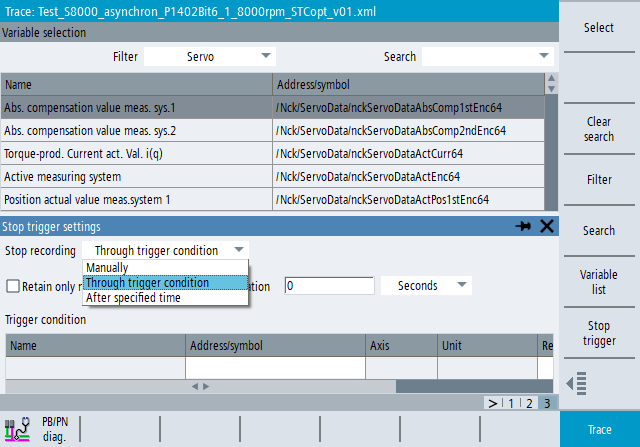 Trace: Test_S8000_asynchron_P1402Bit6_1_8000rpm_STCopt_v01.xml
Select
Variable selection
Filter Servo Search
Name Address/symbol
Abs. compensation value meas. sys.1 /Nck/ServoData/nckServoDataAbsComp1stEnc64
Abs. compensation value meas. sys.2 /Nck/ServoData/nckServoDataAbsComp2ndEnc64
Clear
search
Torque-prod. Current act. Val. i(q) /Nck/ServoData/nckServoDataActCurr64
Active measuring system /Nck/ServoData/nckServoDataActEnc64
Filter
Position actual value meas.system 1 /Nck/ServoData/nckServoDataActPos1stEnc64
Stop trigger settings
Search
Stop recording Through trigger condition
Manually
Through trigger condition
After specified time
Retain only 0 Seconds
Variable
list
Trigger condition
Stop
trigger
Name Address/symbol Axis Unit Re
> 1 2 3
PB/PN
diag.
Trace